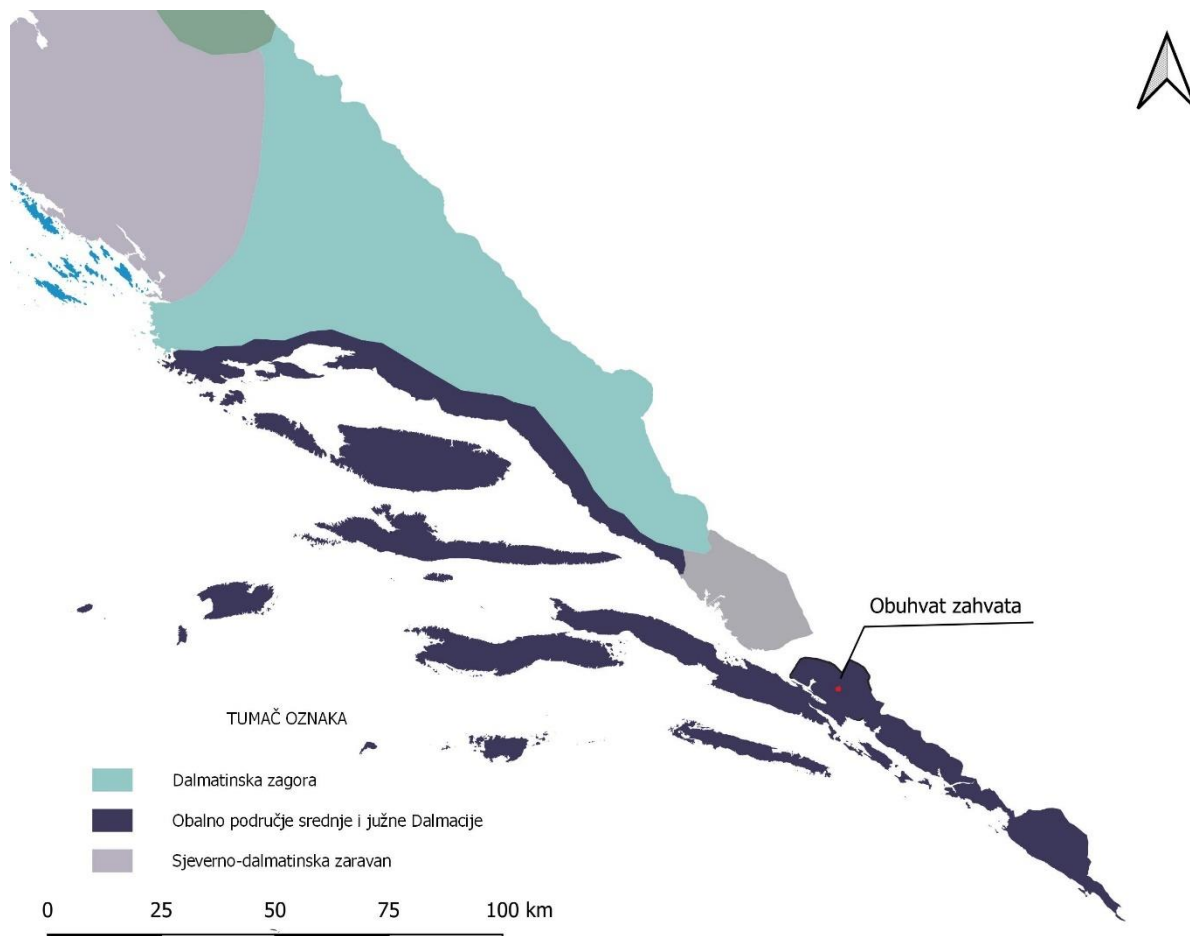 Obuhvat zahvata
TUMAČ OZNAKA
Dalmatinska zagora
Obalno područje srednje i južne Dalmacije
Sjeverno-dalmatinska zaravan
0 25 50 75 100 km